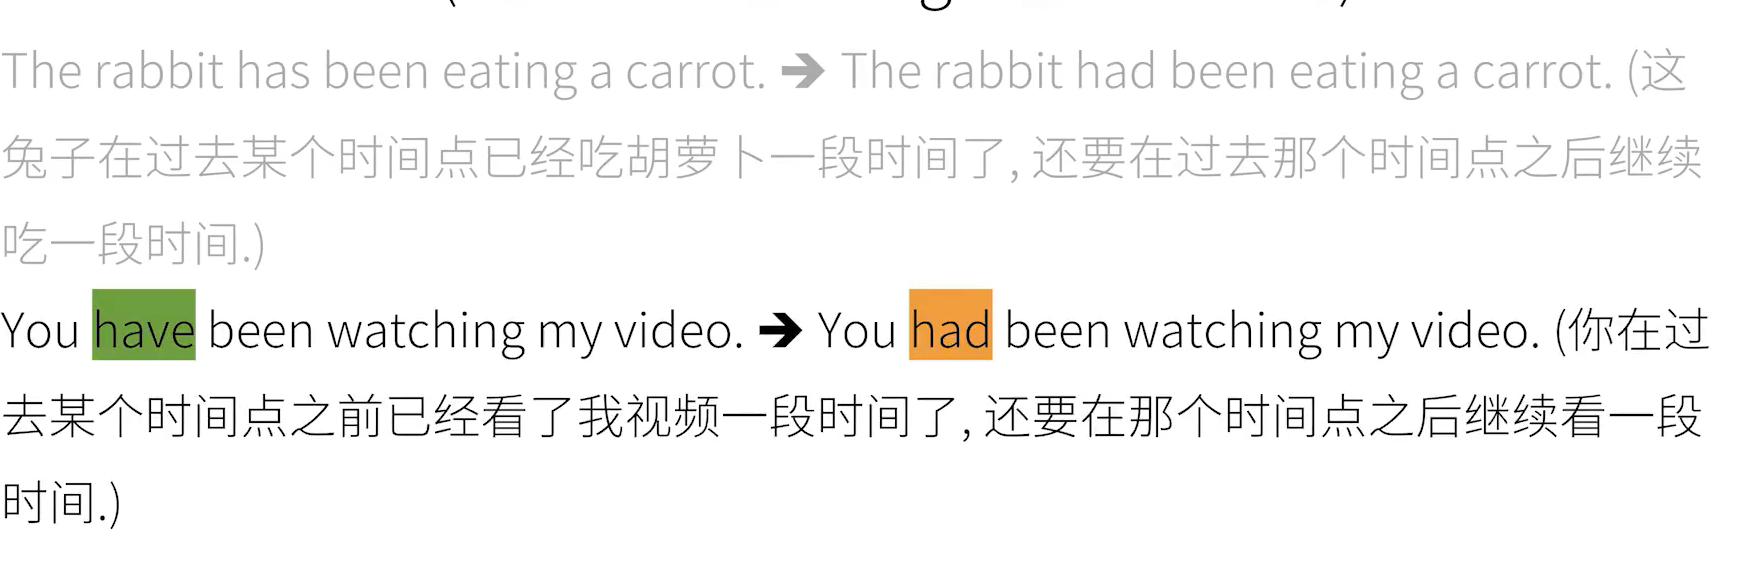 The rabbit has been eating a carrot. ➔ The rabbit had been eating a carrot. (这
兔子在过去某个时间点已经吃胡萝卜一段时间了, 还要在过去那个时间点之后继续
吃一段时间.)
You have been watching my video. ➔ You had been watching my video. (你在过
去某个时间点之前已经看了我视频一段时间了, 还要在那个时间点之后继续看一段
时间.)